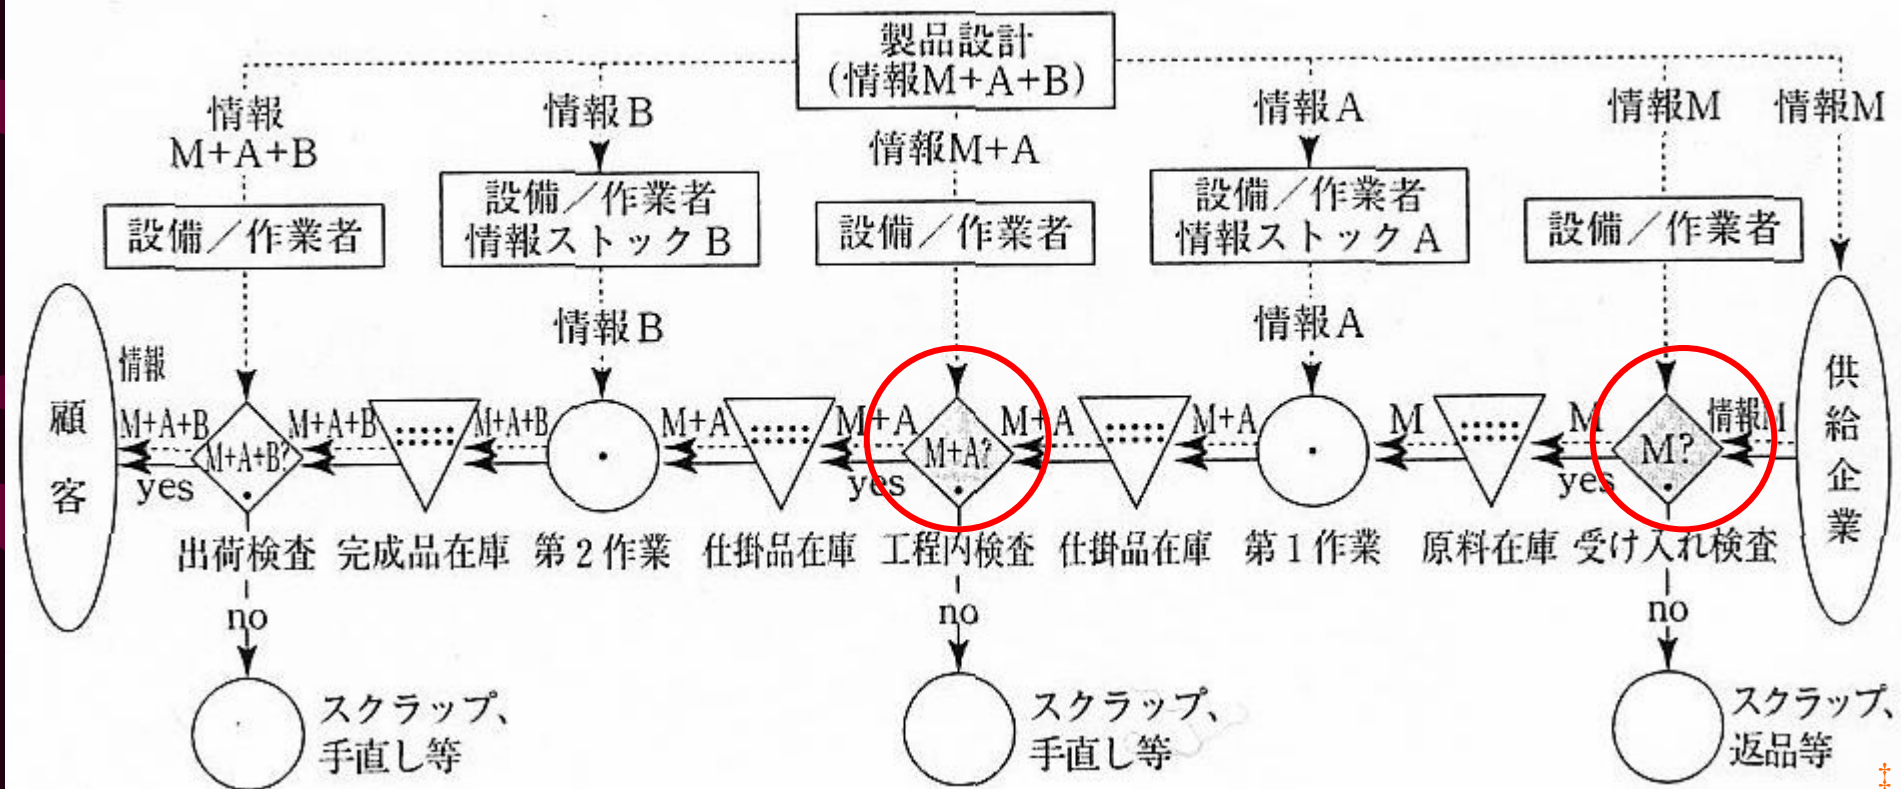 製品設計
(情報M+A+B)
情報
M+A+B
情報B
情報M+A
情報A
情報M
情報M
設備/作業者
設備/作業者
情報ストックB
設備/作業者
設備/作業者
情報ストックA
設備/作業者
情報B
情報A
顧客
情報
M+A+B
yes
M+A+B?
M+A+B
M+A+B
M+A
M+A
yes
M+A?
M+A
M+A
M
M
yes
M?
情報M
供給企業
出荷検査
完成品在庫
第2作業
仕掛品在庫
工程内検査
仕掛品在庫
第1作業
原料在庫
受け入れ検査
no
no
no
スクラップ、
手直し等
スクラップ、
手直し等
スクラップ、
返品等
‡